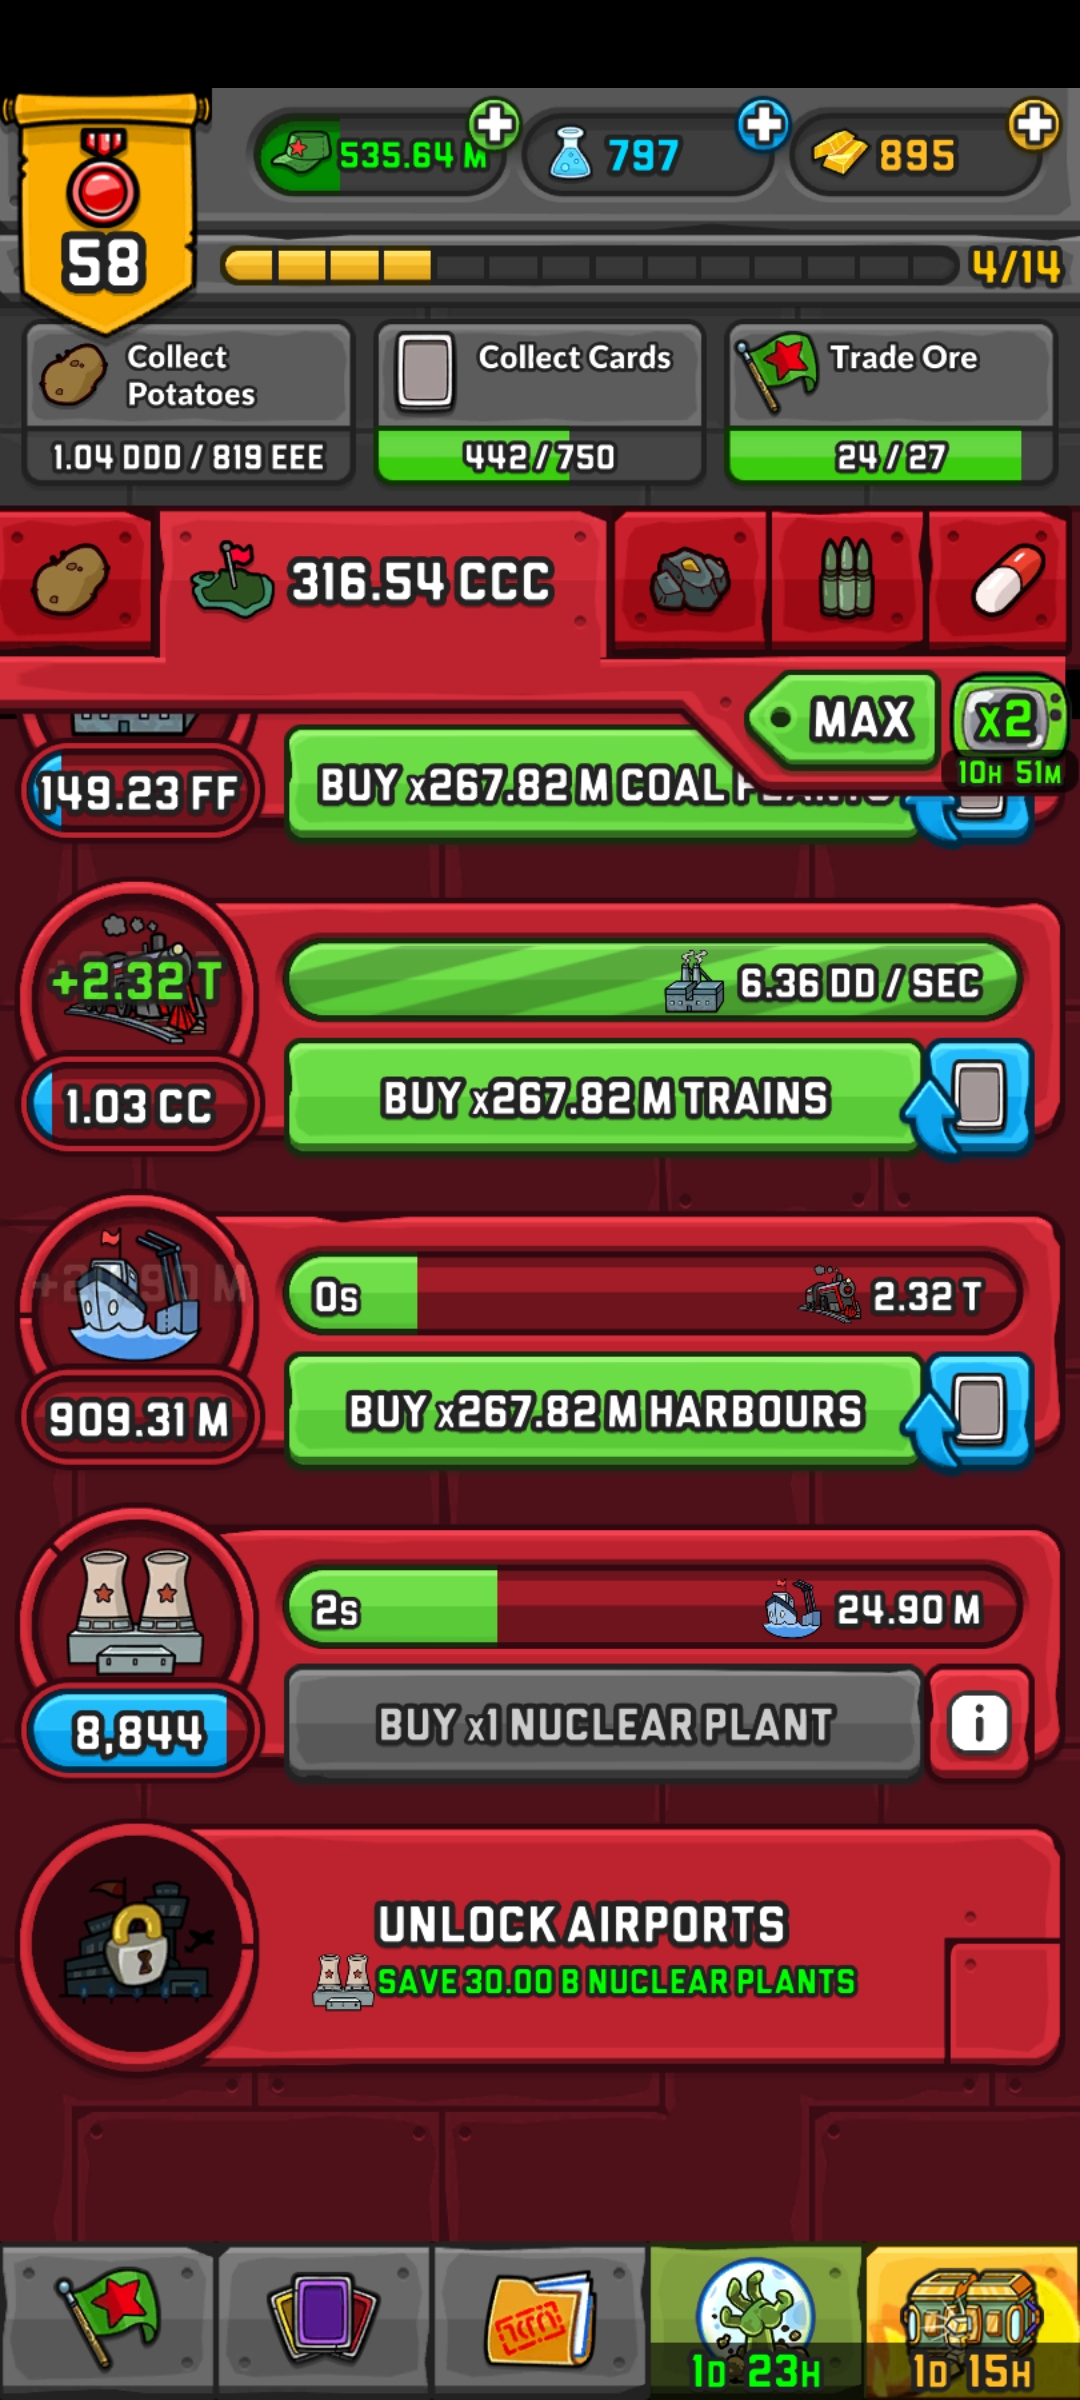 535.64 M
797
895
58
4/14
Collect
Potatoes
Collect Cards
Trade Ore
1.04 DDD / 819 EEE
442/750
24/27
316.54 CCC
MAX
x2
10H 51M
149.23 FF
BUY x267.82 M COAL PLANTS
+2.32 T
6.36 DD / SEC
1.03 CC
BUY x267.82 M TRAINS
+24.90 M
0s
2.32 T
909.31 M
BUY x267.82 M HARBOURS
2s
24.90 M
8,844
BUY x1 NUCLEAR PLANT
i
UNLOCK AIRPORTS
SAVE 30.00 B NUCLEAR PLANTS
1D 23H
1D 15H